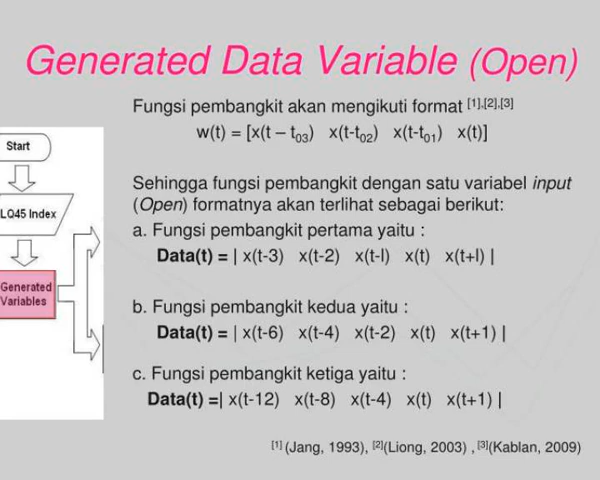 Generated Data Variable (Open)
Fungsi pembangkit akan mengikuti format [1],[2],[3]
w(t) = [x(t – t03) x(t-t02) x(t-t01) x(t)]
Start
LQ45 Index
Generated
Variables
Sehingga fungsi pembangkit dengan satu variabel input
(Open) formatnya akan terlihat sebagai berikut:
a. Fungsi pembangkit pertama yaitu :
Data(t) = | x(t-3) x(t-2) x(t-l) x(t) x(t+l) |
b. Fungsi pembangkit kedua yaitu :
Data(t) = | x(t-6) x(t-4) x(t-2) x(t) x(t+1) |
c. Fungsi pembangkit ketiga yaitu :
Data(t) =| x(t-12) x(t-8) x(t-4) x(t) x(t+1) |
[1] (Jang, 1993), [2](Liong, 2003) , [3](Kablan, 2009)